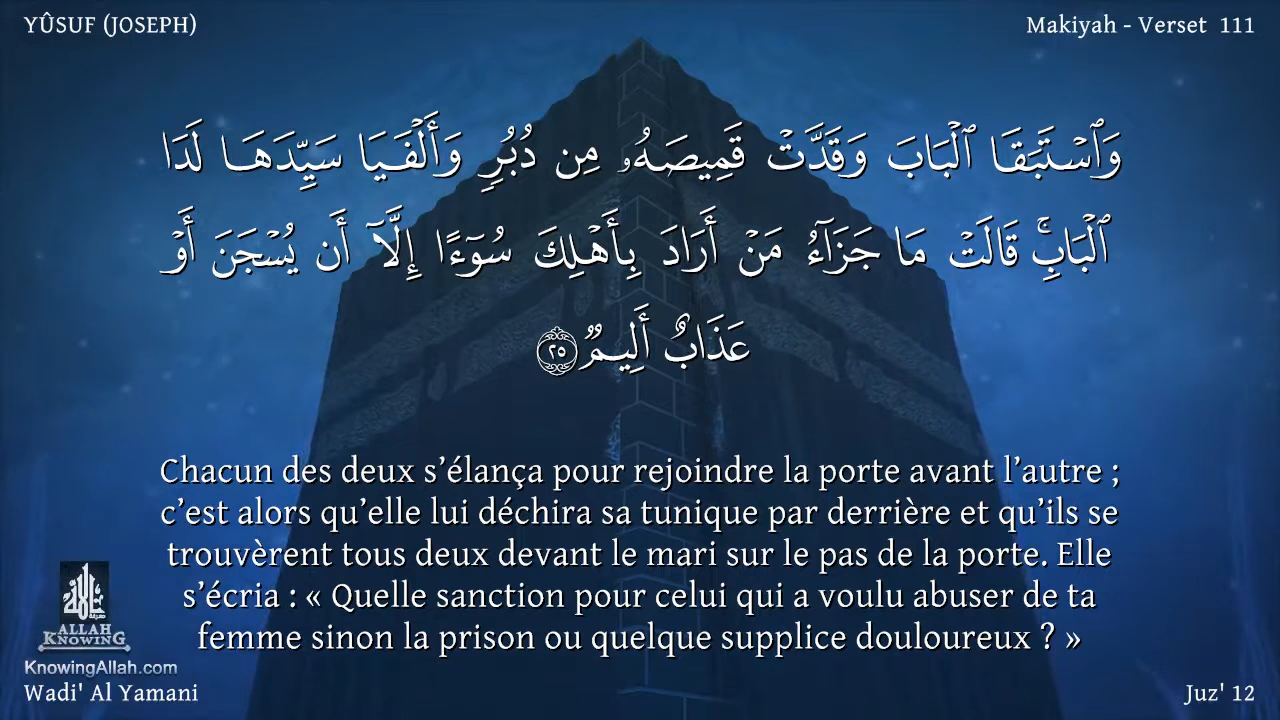 YÛSUF (JOSEPH)
Makiyah - Verset 111
وَٱسْتَبَقَا ٱلْبَابَ وَقَدَّتْ قَمِيصَهُۥ مِن دُبُرٍۢ وَأَلْفَيَا سَيِّدَهَا لَدَا
ٱلْبَابِ ۚ قَالَتْ مَا جَزَآءُ مَنْ أَرَادَ بِأَهْلِكَ سُوٓءًا إِلَّآ أَن يُسْجَنَ أَوْ
عَذَابٌ أَلِيمٌۭ ٢٥
Chacun des deux s’élança pour rejoindre la porte avant l’autre ;
c’est alors qu’elle lui déchira sa tunique par derrière et qu’ils se
trouvèrent tous deux devant le mari sur le pas de la porte. Elle
s’écria : « Quelle sanction pour celui qui a voulu abuser de ta
femme sinon la prison ou quelque supplice douloureux ? »
ALLAH
KNOWING
KnowingAllah.com
Wadi' Al Yamani
Juz' 12